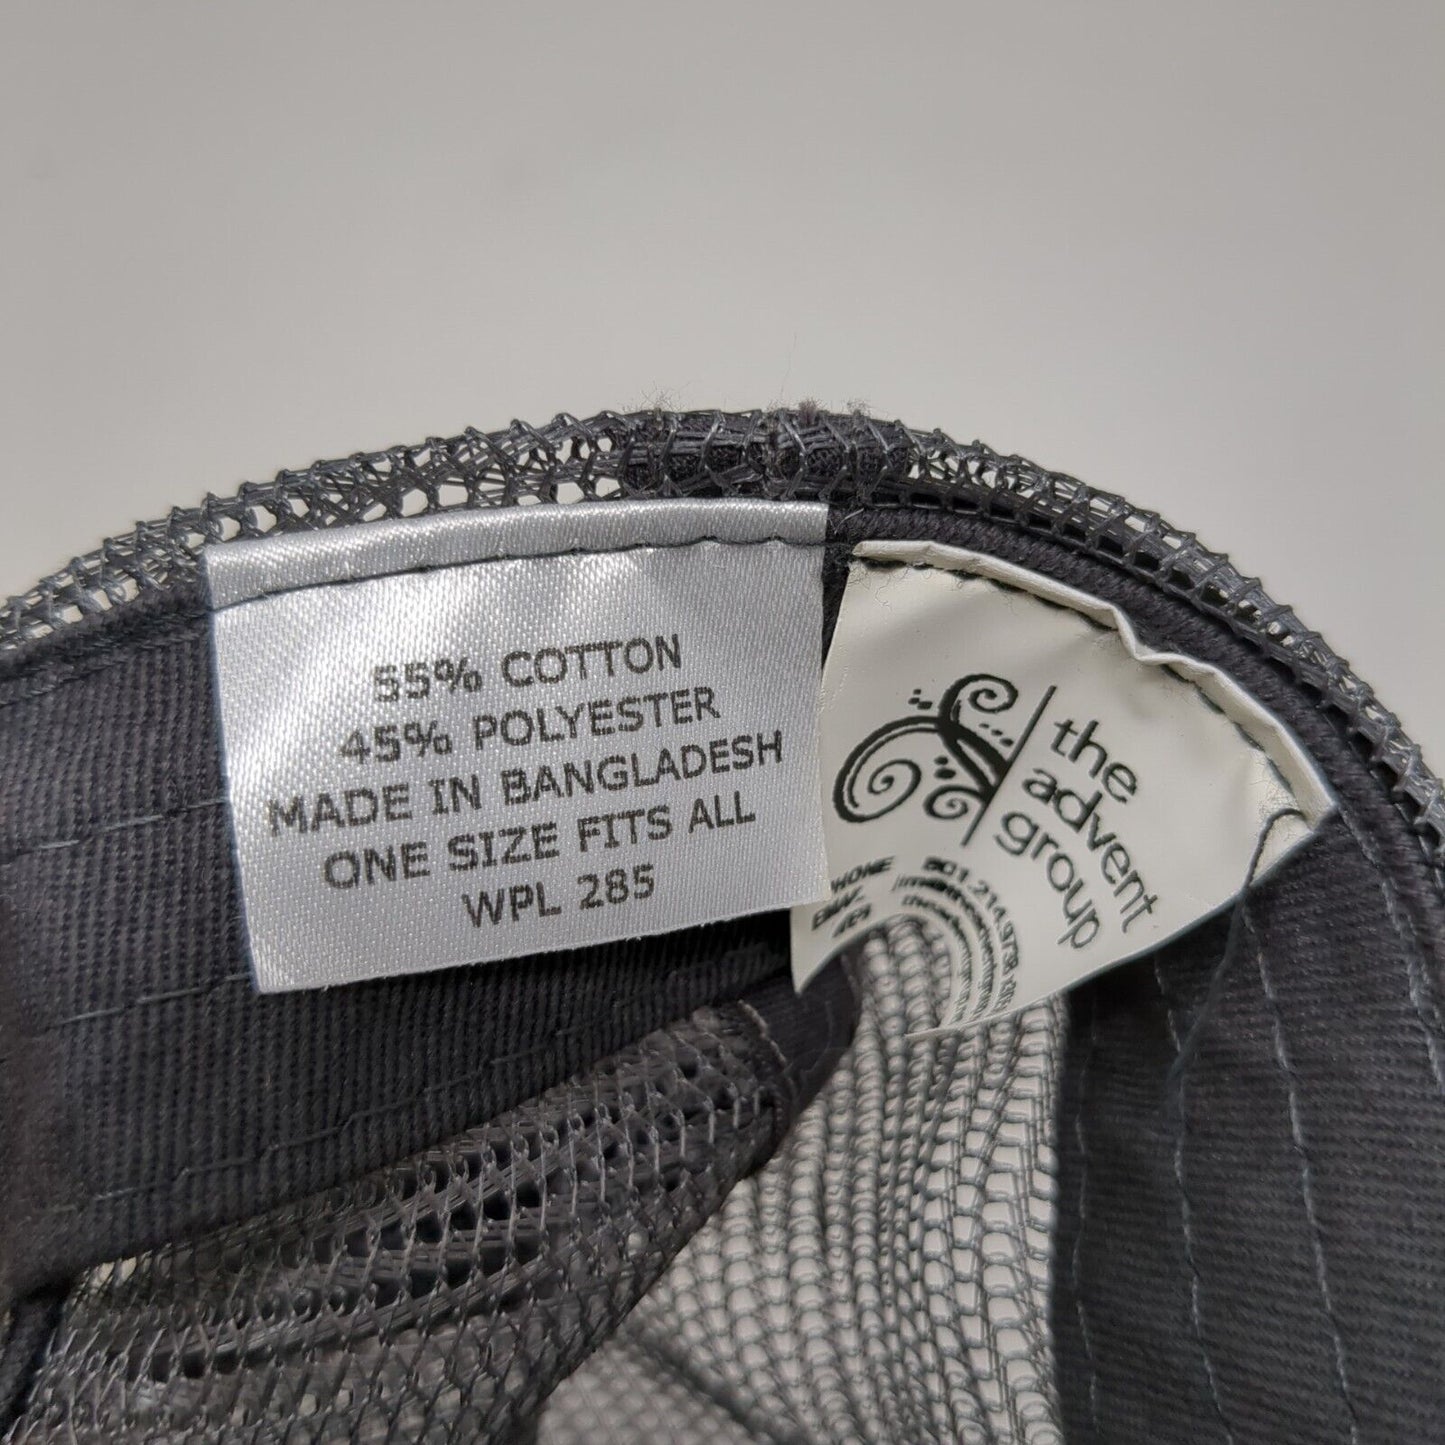 55% COTTON
45% POLYESTER
MADE IN BANGLADESH
ONE SIZE FITS ALL
WPL 285
the
advent
group